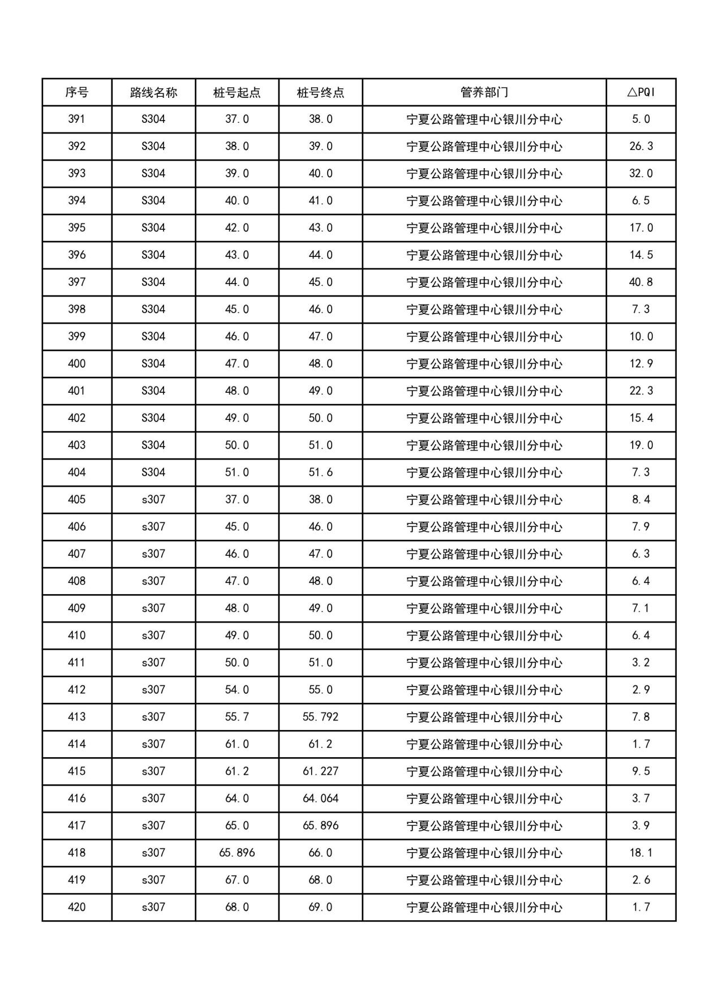 序号 路线名称 桩号起点 桩号终点 管养部门 △PQI
391 S304 37.0 38.0 宁夏公路管理中心银川分中心 5.0
392 S304 38.0 39.0 宁夏公路管理中心银川分中心 26.3
393 S304 39.0 40.0 宁夏公路管理中心银川分中心 32.0
394 S304 40.0 41.0 宁夏公路管理中心银川分中心 6.5
395 S304 42.0 43.0 宁夏公路管理中心银川分中心 17.0
396 S304 43.0 44.0 宁夏公路管理中心银川分中心 14.5
397 S304 44.0 45.0 宁夏公路管理中心银川分中心 40.8
398 S304 45.0 46.0 宁夏公路管理中心银川分中心 7.3
399 S304 46.0 47.0 宁夏公路管理中心银川分中心 10.0
400 S304 47.0 48.0 宁夏公路管理中心银川分中心 12.9
401 S304 48.0 49.0 宁夏公路管理中心银川分中心 22.3
402 S304 49.0 50.0 宁夏公路管理中心银川分中心 15.4
403 S304 50.0 51.0 宁夏公路管理中心银川分中心 19.0
404 S304 51.0 51.6 宁夏公路管理中心银川分中心 7.3
405 s307 37.0 38.0 宁夏公路管理中心银川分中心 8.4
406 s307 45.0 46.0 宁夏公路管理中心银川分中心 7.9
407 s307 46.0 47.0 宁夏公路管理中心银川分中心 6.3
408 s307 47.0 48.0 宁夏公路管理中心银川分中心 6.4
409 s307 48.0 49.0 宁夏公路管理中心银川分中心 7.1
410 s307 49.0 50.0 宁夏公路管理中心银川分中心 6.4
411 s307 50.0 51.0 宁夏公路管理中心银川分中心 3.2
412 s307 54.0 55.0 宁夏公路管理中心银川分中心 2.9
413 s307 55.7 55.792 宁夏公路管理中心银川分中心 7.8
414 s307 61.0 61.2 宁夏公路管理中心银川分中心 1.7
415 s307 61.2 61.227 宁夏公路管理中心银川分中心 9.5
416 s307 64.0 64.064 宁夏公路管理中心银川分中心 3.7
417 s307 65.0 65.896 宁夏公路管理中心银川分中心 3.9
418 s307 65.896 66.0 宁夏公路管理中心银川分中心 18.1
419 s307 67.0 68.0 宁夏公路管理中心银川分中心 2.6
420 s307 68.0 69.0 宁夏公路管理中心银川分中心 1.7